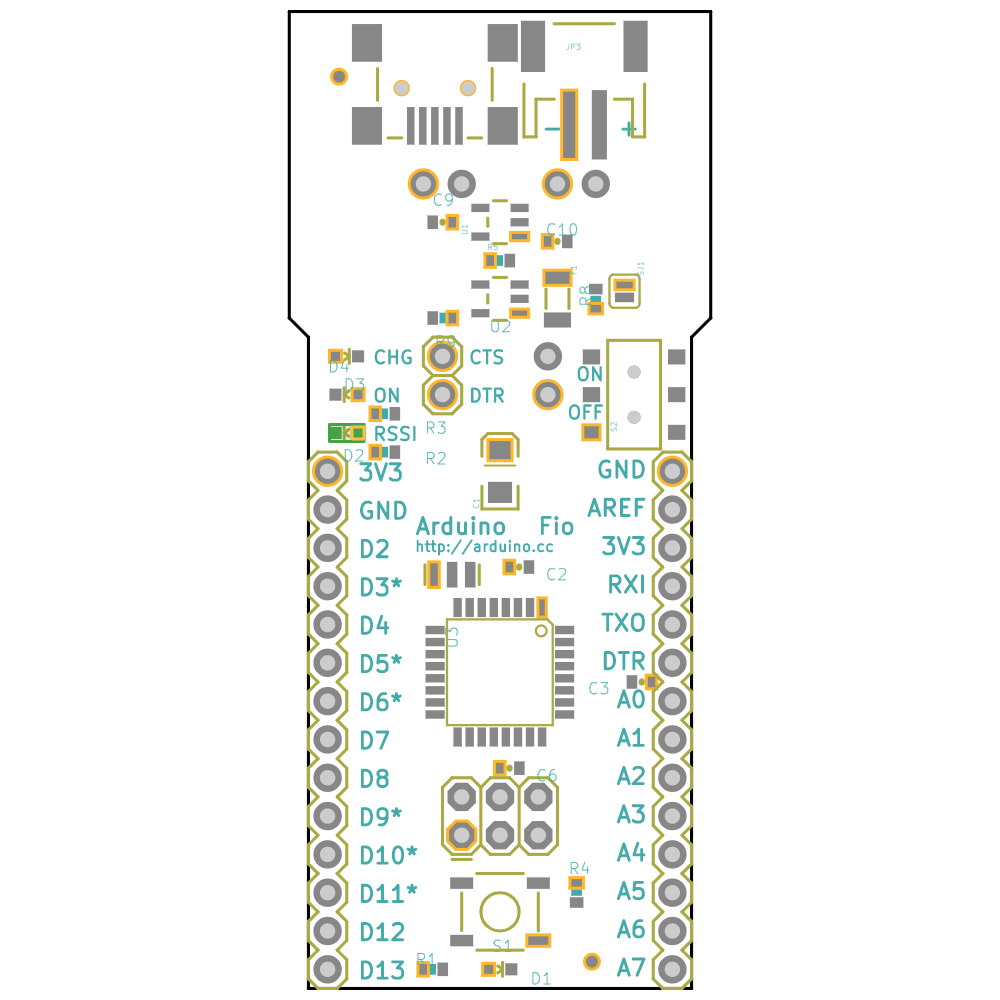 JP3
− +
C9
U1
C10
R5
F1
SJ1
R8
U2
R9
CHG CTS
D4
ON
D3
ON DTR
OFF
R3
S2
RSSI
D2 R2
3V3 GND
C1
GND AREF
Arduino Fio
http://arduino.cc
D2 3V3
C2
D3* RXI
D4 TXO
U3
D5* DTR
C3
D6* A0
D7 A1
D8 A2
C6
D9* A3
D10* A4
R4
D11* A5
D12 A6
S1
R1
D13 A7
D1